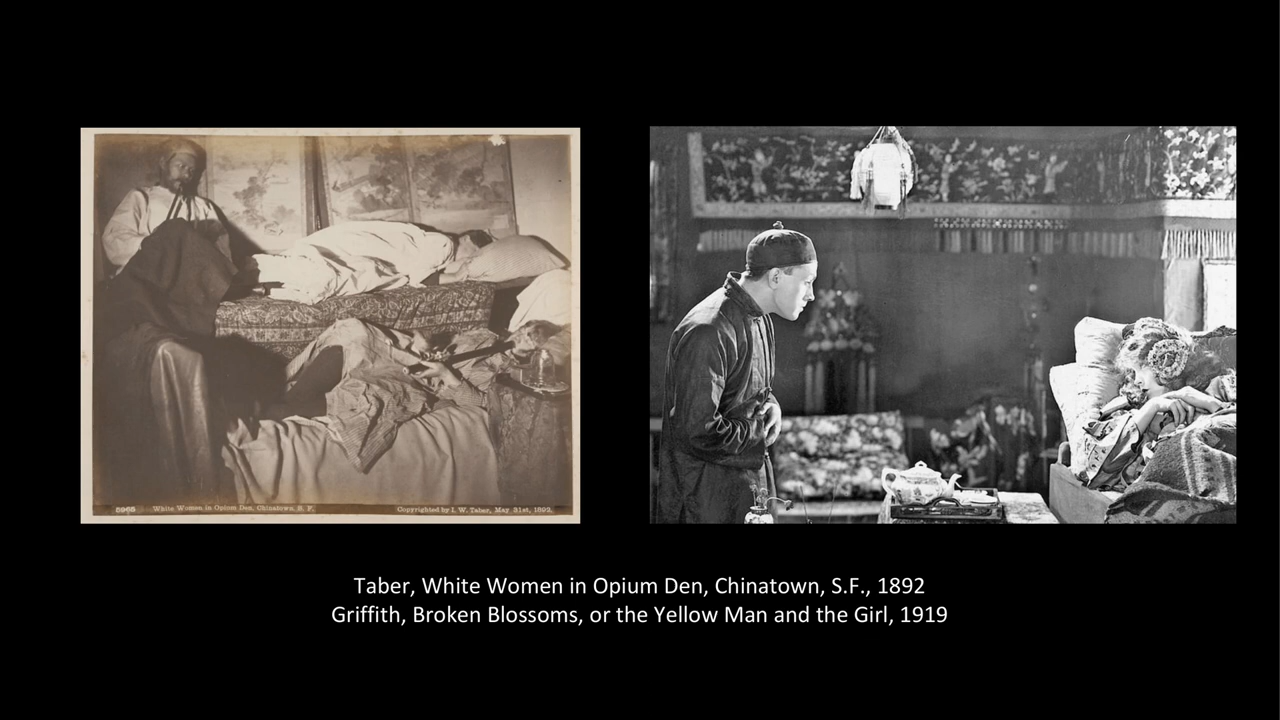 5965 White Women in Opium Den, Chinatown, S. F. Copyrighted by I. W. Taber, May 31st, 1892.
Taber, White Women in Opium Den, Chinatown, S.F., 1892
Griffith, Broken Blossoms, or the Yellow Man and the Girl, 1919